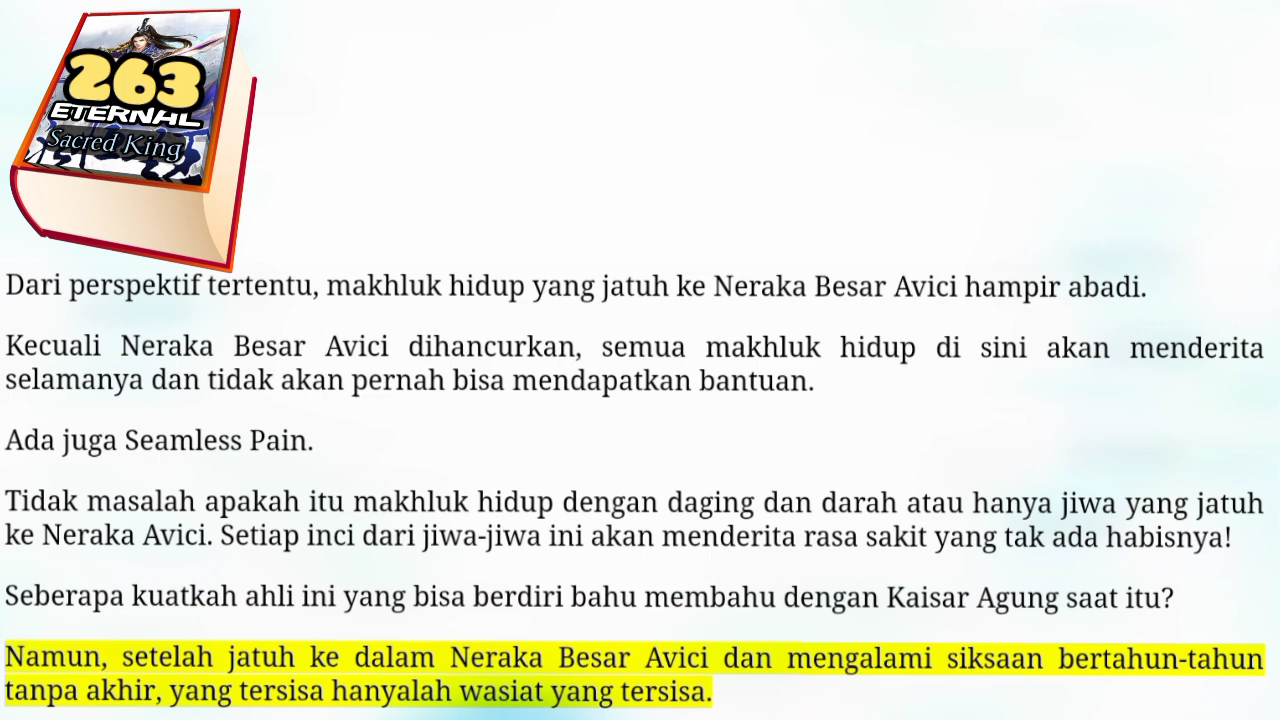 263
ETERNAL
Sacred King
Dari perspektif tertentu, makhluk hidup yang jatuh ke Neraka Besar Avici hampir abadi.
Kecuali Neraka Besar Avici dihancurkan, semua makhluk hidup di sini akan menderita
selamanya dan tidak akan pernah bisa mendapatkan bantuan.
Ada juga Seamless Pain.
Tidak masalah apakah itu makhluk hidup dengan daging dan darah atau hanya jiwa yang jatuh
ke Neraka Avici. Setiap inci dari jiwa-jiwa ini akan menderita rasa sakit yang tak ada habisnya!
Seberapa kuatkah ahli ini yang bisa berdiri bahu membahu dengan Kaisar Agung saat itu?
Namun, setelah jatuh ke dalam Neraka Besar Avici dan mengalami siksaan bertahun-tahun
tanpa akhir, yang tersisa hanyalah wasiat yang tersisa.